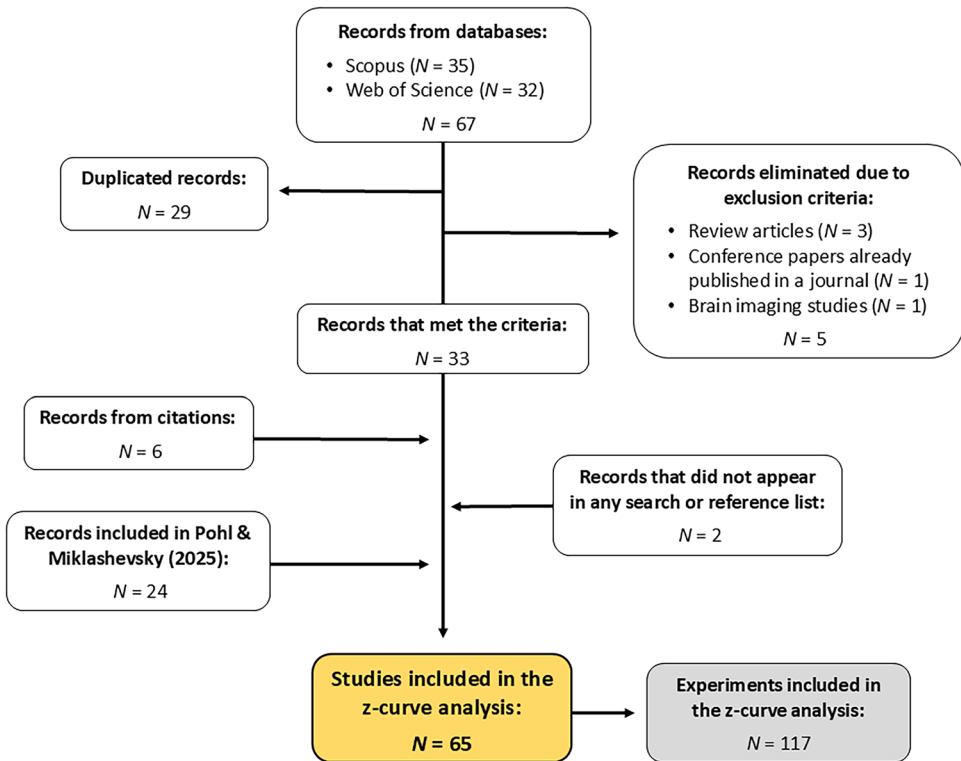 Records from databases:
• Scopus (N = 35)
• Web of Science (N = 32)
N = 67
Duplicated records:
N = 29
Records eliminated due to
exclusion criteria:
• Review articles (N = 3)
• Conference papers already
published in a journal (N = 1)
• Brain imaging studies (N = 1)
N = 5
Records that met the criteria:
N = 33
Records from citations:
N = 6
Records that did not appear
in any search or reference list:
N = 2
Records included in Pohl &
Miklashevsky (2025):
N = 24
Studies included in the
z-curve analysis:
N = 65
Experiments included in
the z-curve analysis:
N = 117